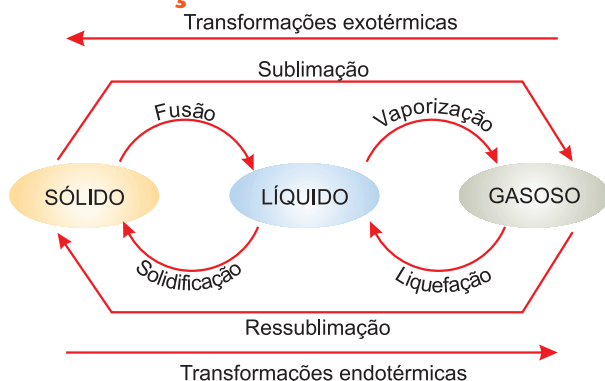 Transformações exotérmicas
Sublimação
Fusão
Vaporização
SÓLIDO
LÍQUIDO
GASOSO
Solidificação
Liquefação
Ressublimação
Transformações endotérmicas